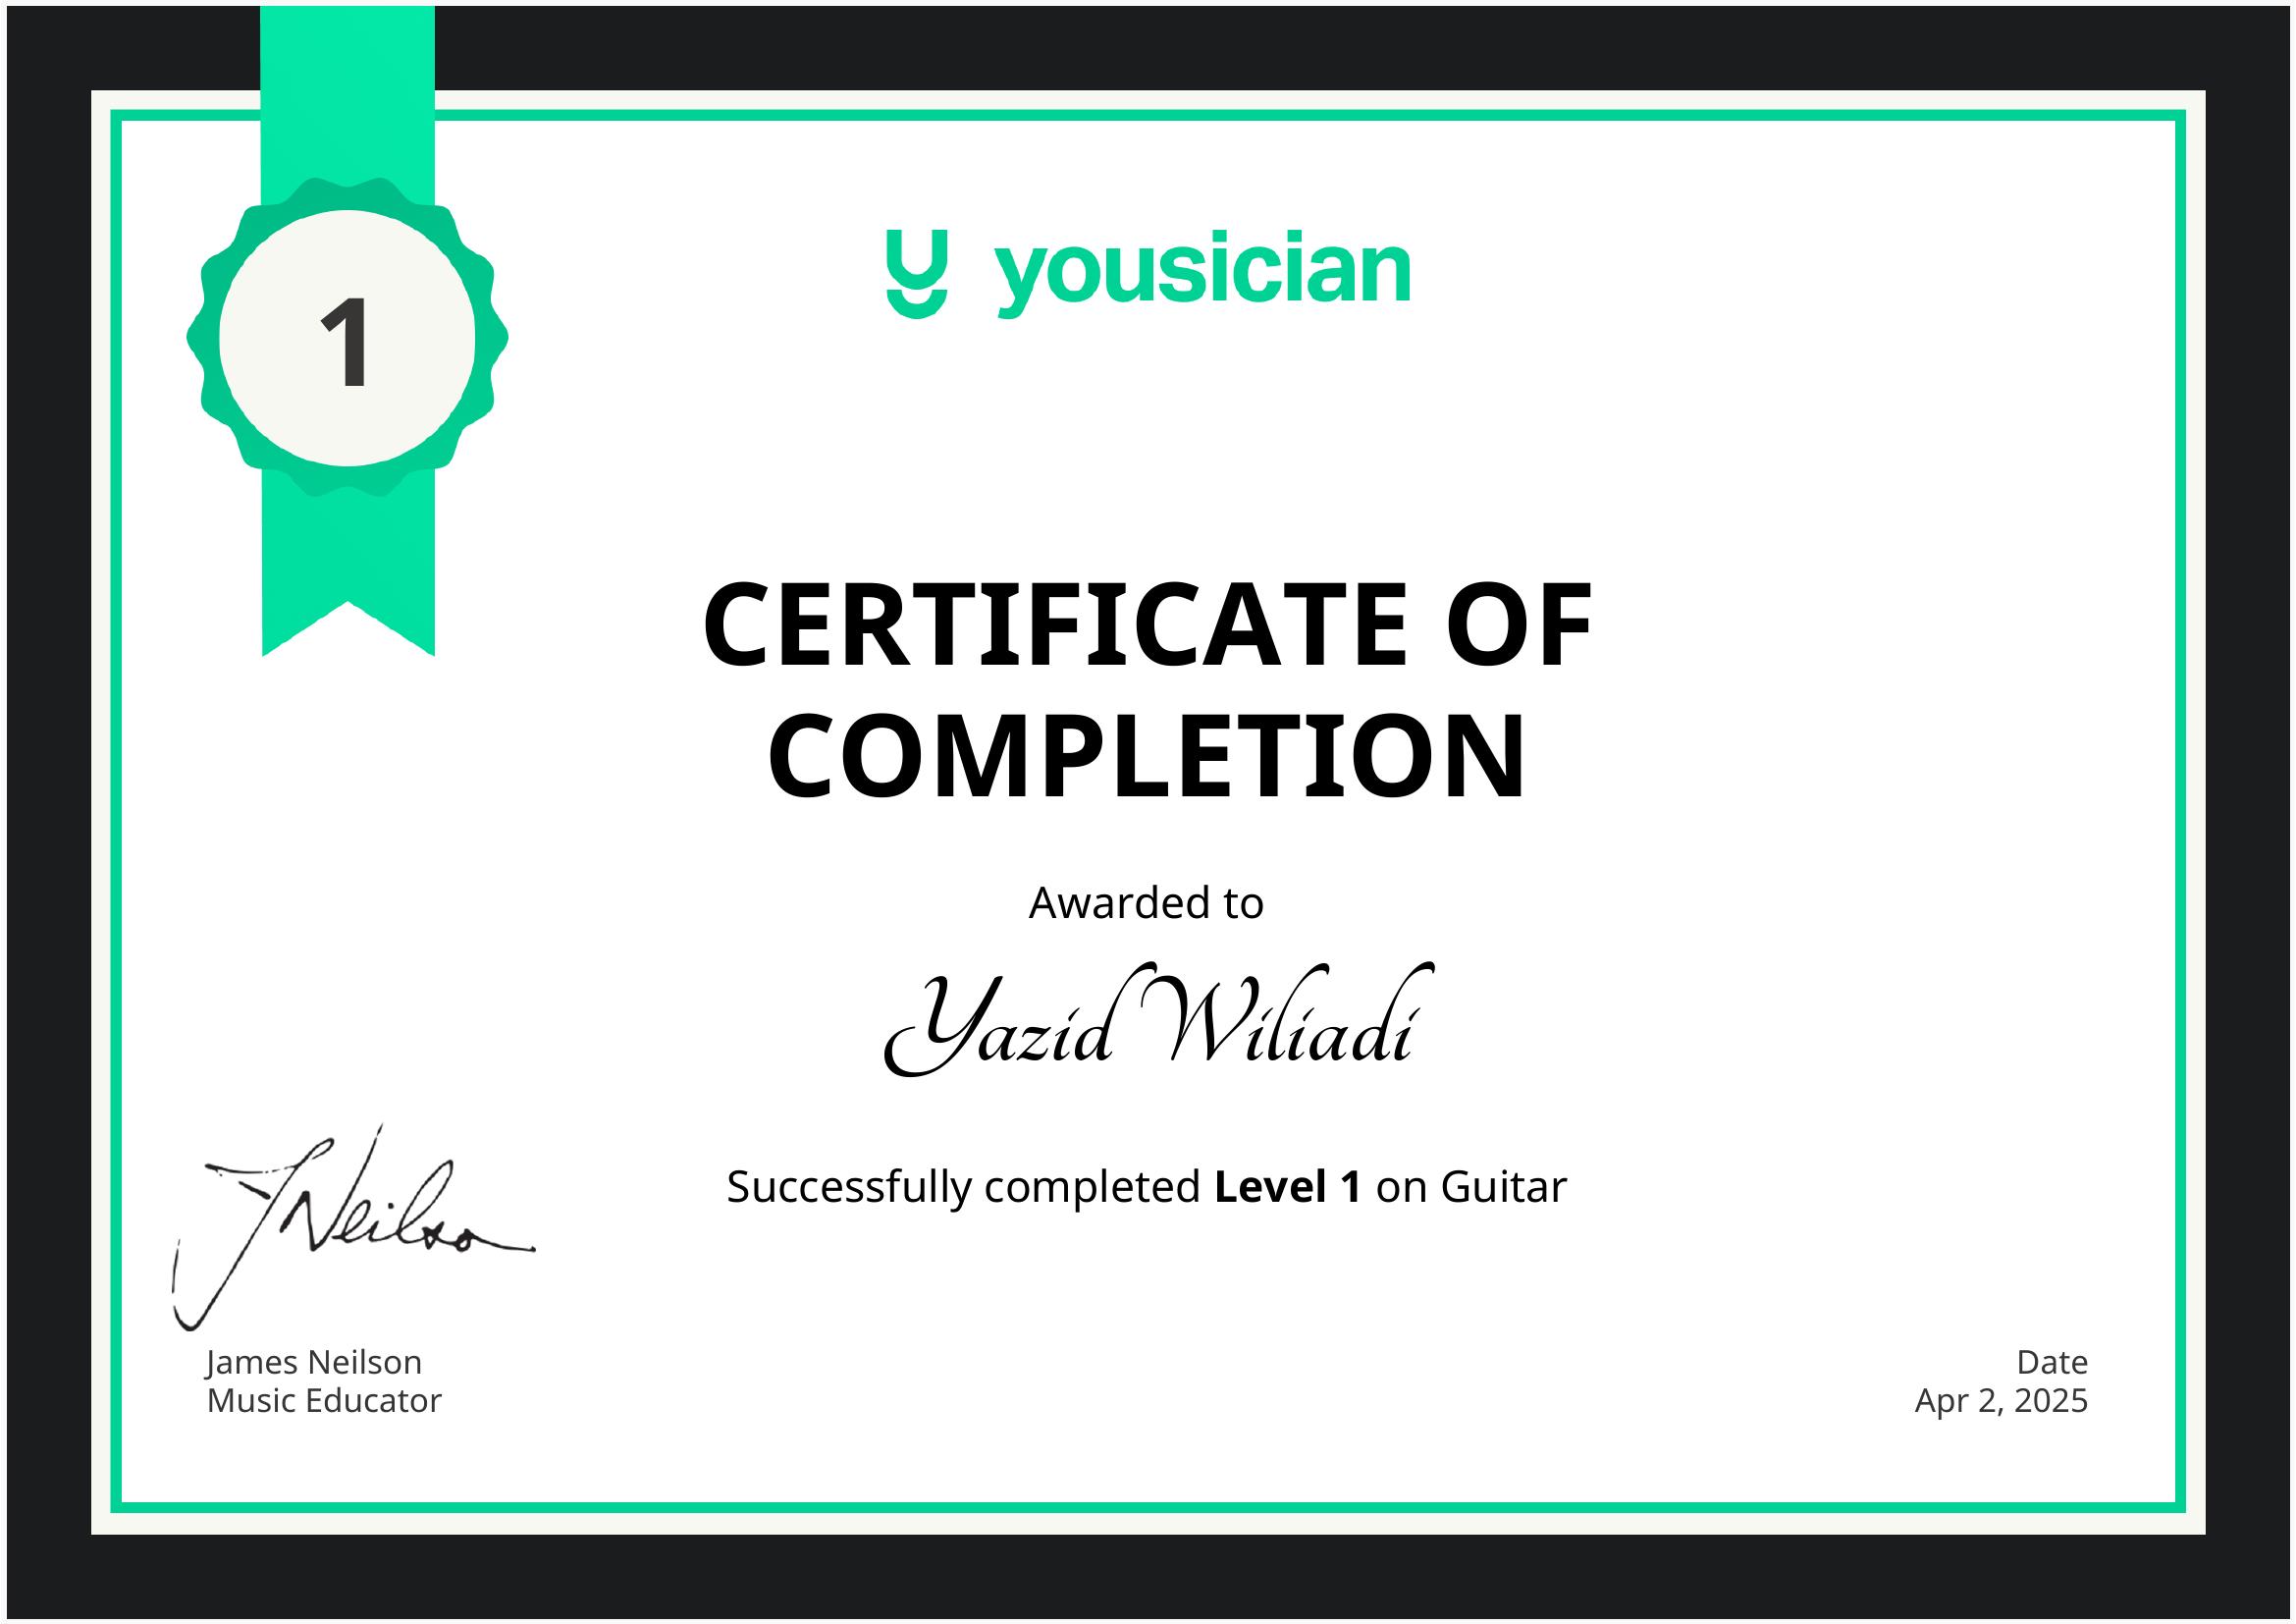 1
yousician
CERTIFICATE OF
COMPLETION
Awarded to
Yazid Wiliadi
Successfully completed Level 1 on Guitar
JNeilson
James Neilson
Music Educator
Date
Apr 2, 2025